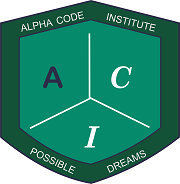 ALPHA CODE INSTITUTE
A C
I
POSSIBLE DREAMS